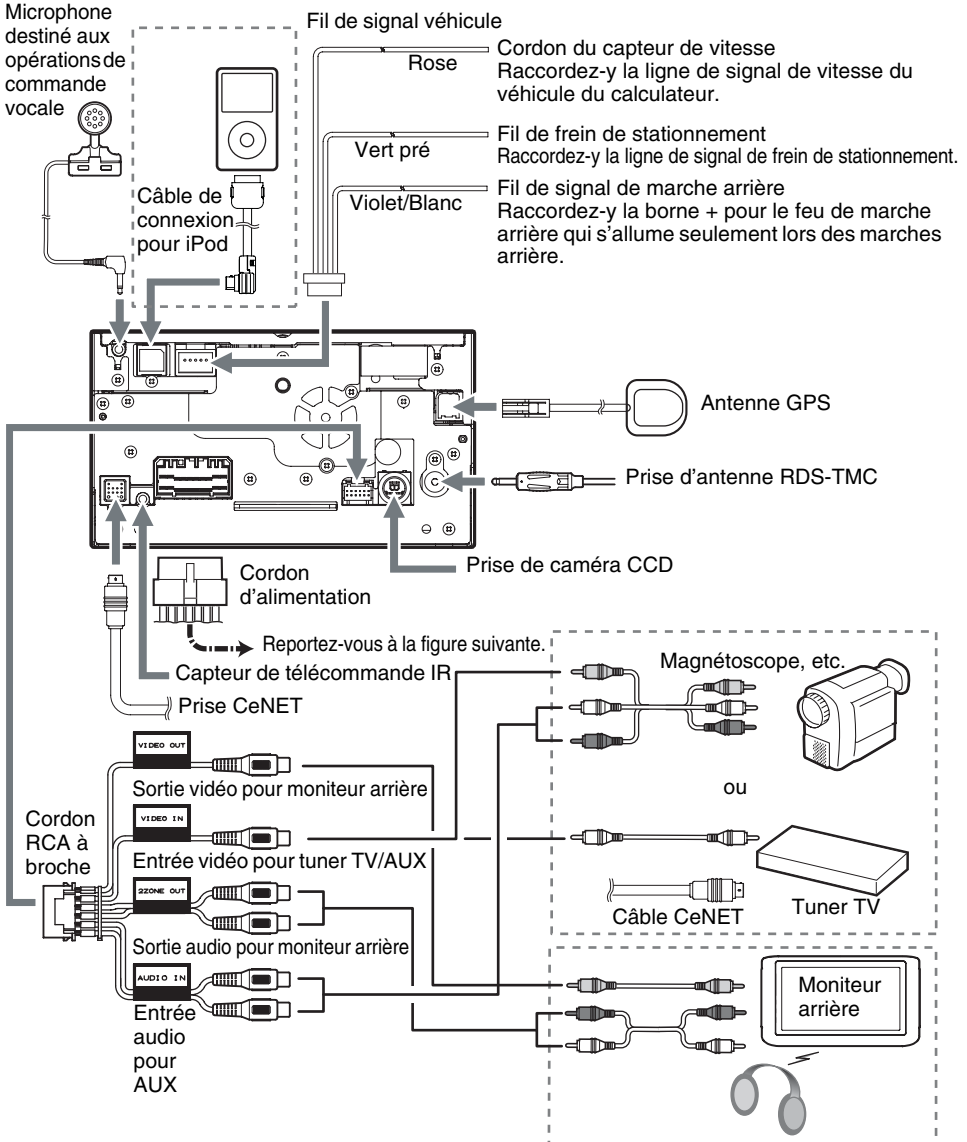 Microphone
destiné aux
opérations de
commande
vocale
Câble de
connexion
pour iPod
Fil de signal véhicule
Rose
Cordon du capteur de vitesse
Raccordez-y la ligne de signal de vitesse du
véhicule du calculateur.
Vert pré
Fil de frein de stationnement
Raccordez-y la ligne de signal de frein de stationnement.
Violet/Blanc
Fil de signal de marche arrière
Raccordez-y la borne + pour le feu de marche
arrière qui s'allume seulement lors des marches
arrière.
Antenne GPS
Prise d'antenne RDS-TMC
Prise de caméra CCD
Cordon
d'alimentation
Reportez-vous à la figure suivante.
Capteur de télécommande IR
Prise CeNET
Cordon
RCA à
broche
VIDEO OUT
Sortie vidéo pour moniteur arrière
VIDEO IN
Entrée vidéo pour tuner TV/AUX
2ZONE OUT
Sortie audio pour moniteur arrière
AUDIO IN
Entrée
audio
pour
AUX
Magnétoscope, etc.
ou
Câble CeNET
Tuner TV
Moniteur
arrière